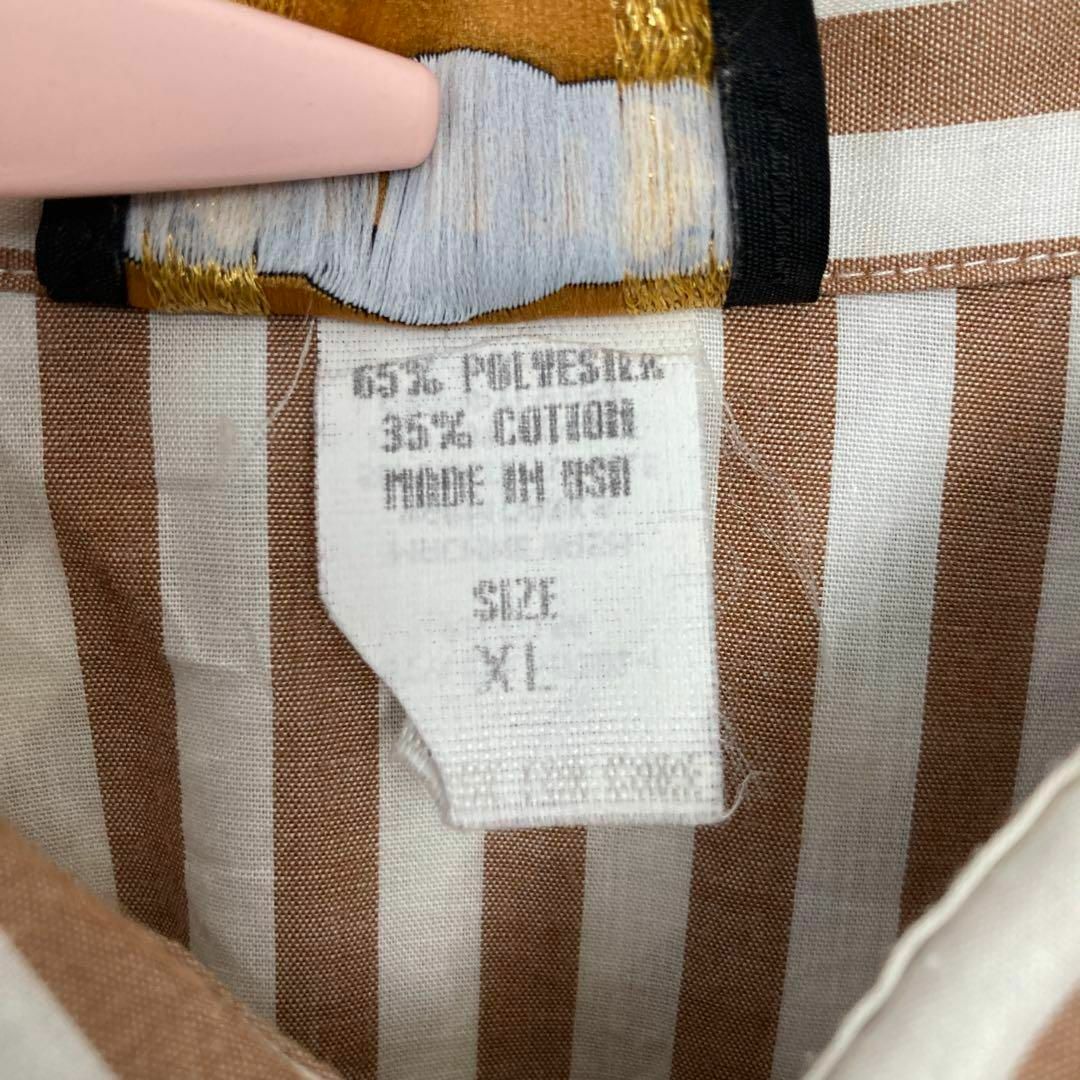 65% POLYESTER
35% COTTON
MADE IN USA
SIZE
XL